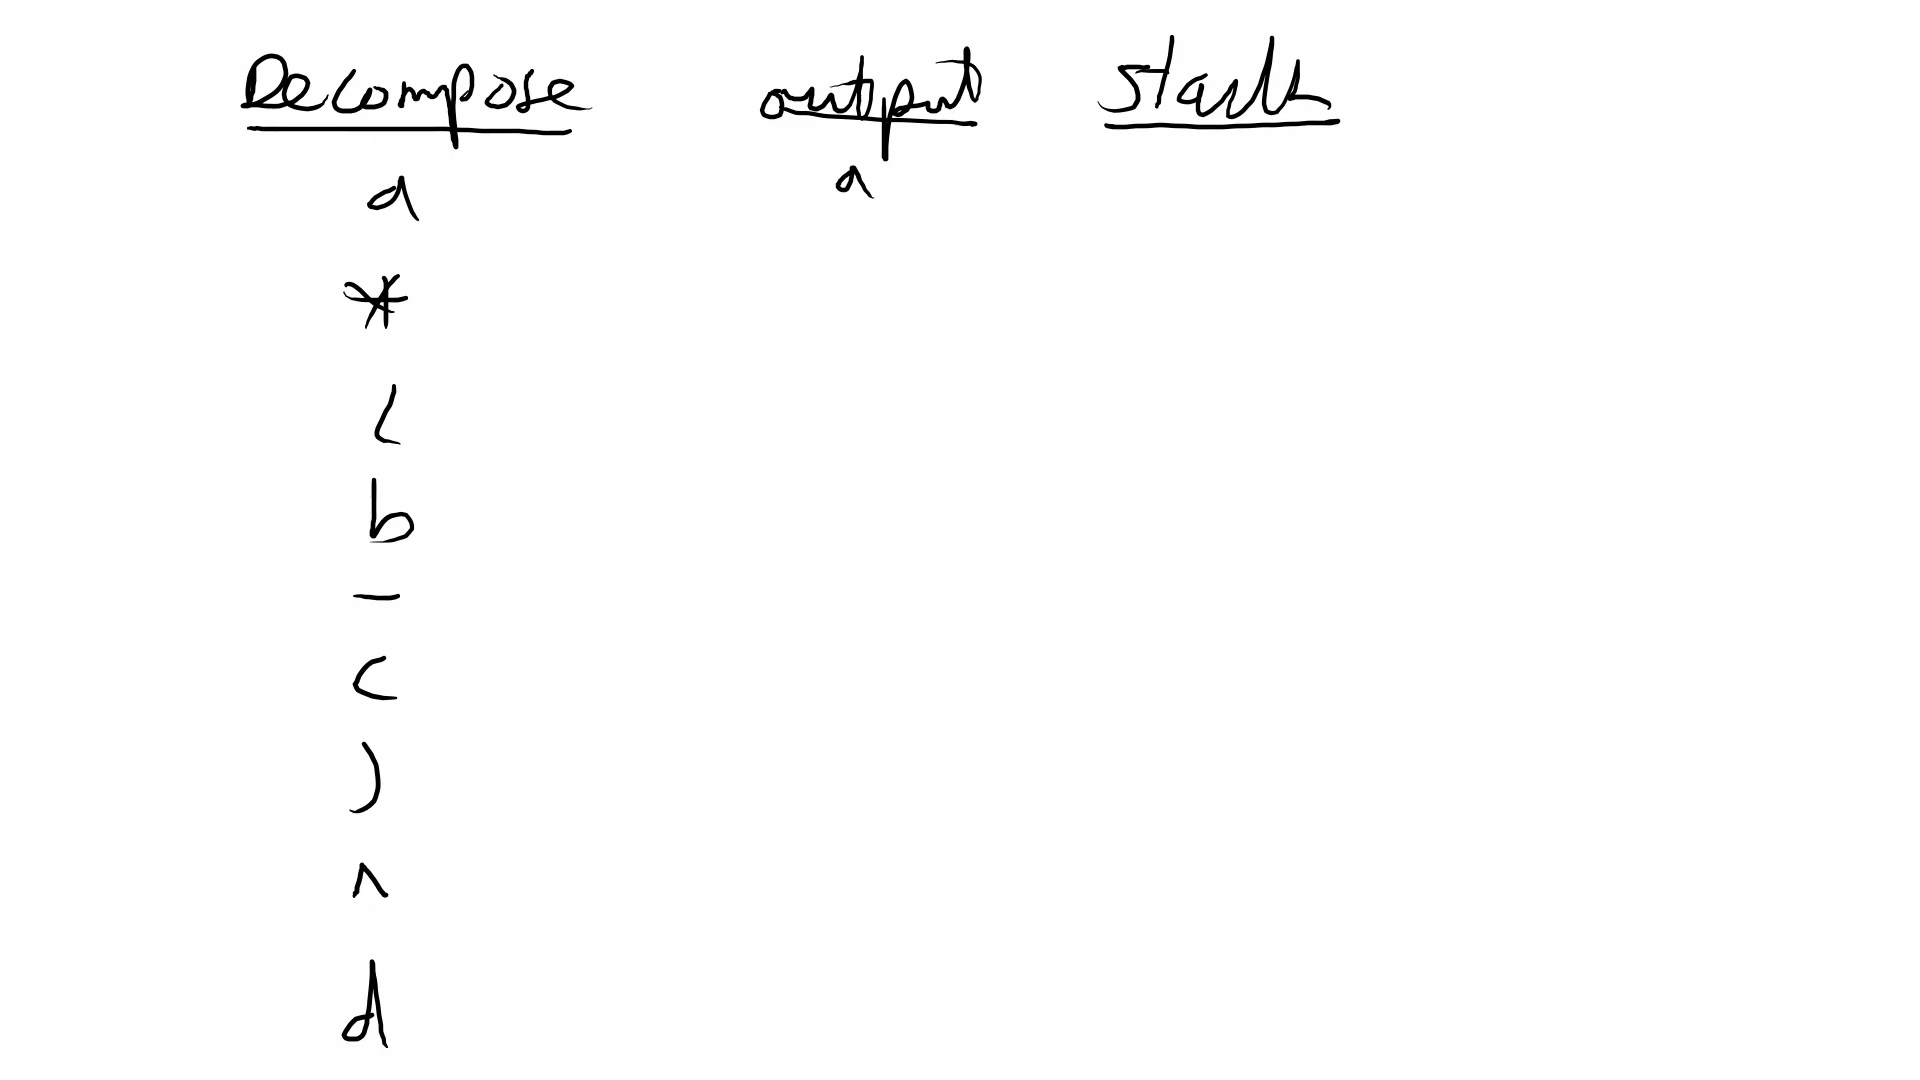 Decompose output stack
a a
*
(
b
-
c
)
^
d